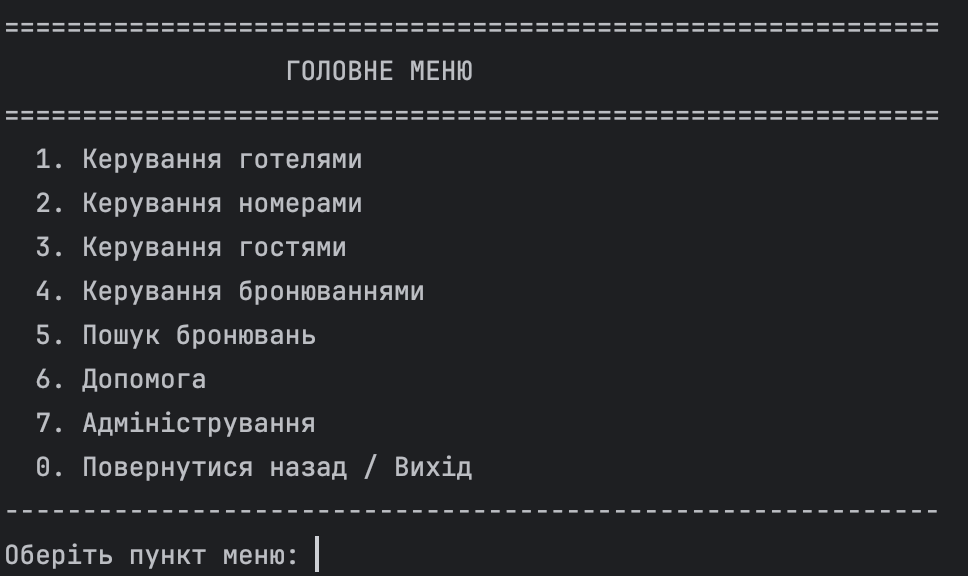 ============================================================
ГОЛОВНЕ МЕНЮ
============================================================
1. Керування готелями
2. Керування номерами
3. Керування гостями
4. Керування бронюваннями
5. Пошук бронювань
6. Допомога
7. Адміністрування
0. Повернутися назад / Вихід
------------------------------------------------------------
Оберіть пункт меню: